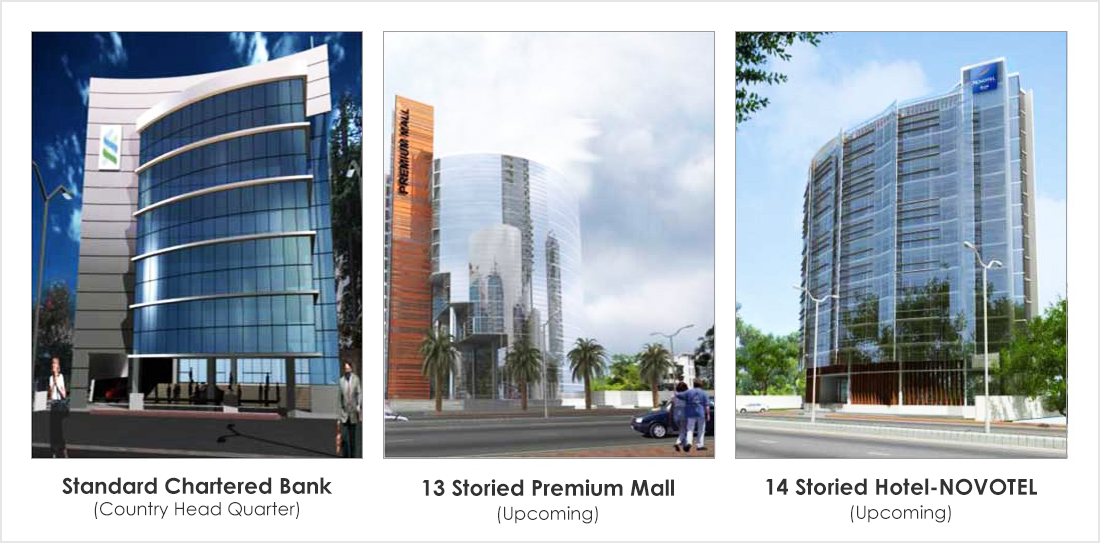 PREMIUM MALL
NOVOTEL
Standard Chartered Bank
(Country Head Quarter)
13 Storied Premium Mall
(Upcoming)
14 Storied Hotel-NOVOTEL
(Upcoming)